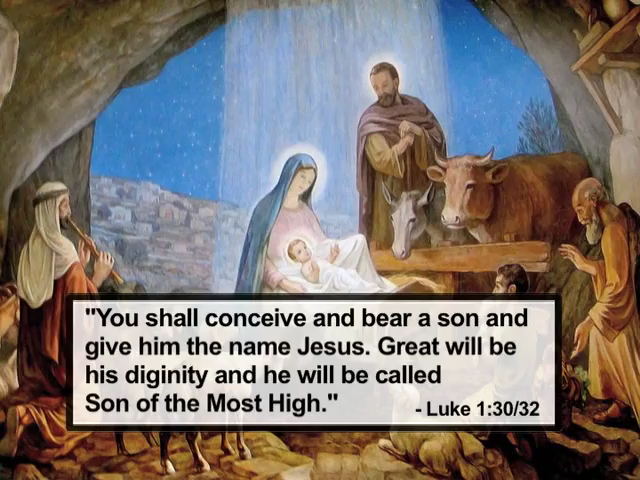 "You shall conceive and bear a son and
give him the name Jesus. Great will be
his diginity and he will be called
Son of the Most High."
- Luke 1:30/32